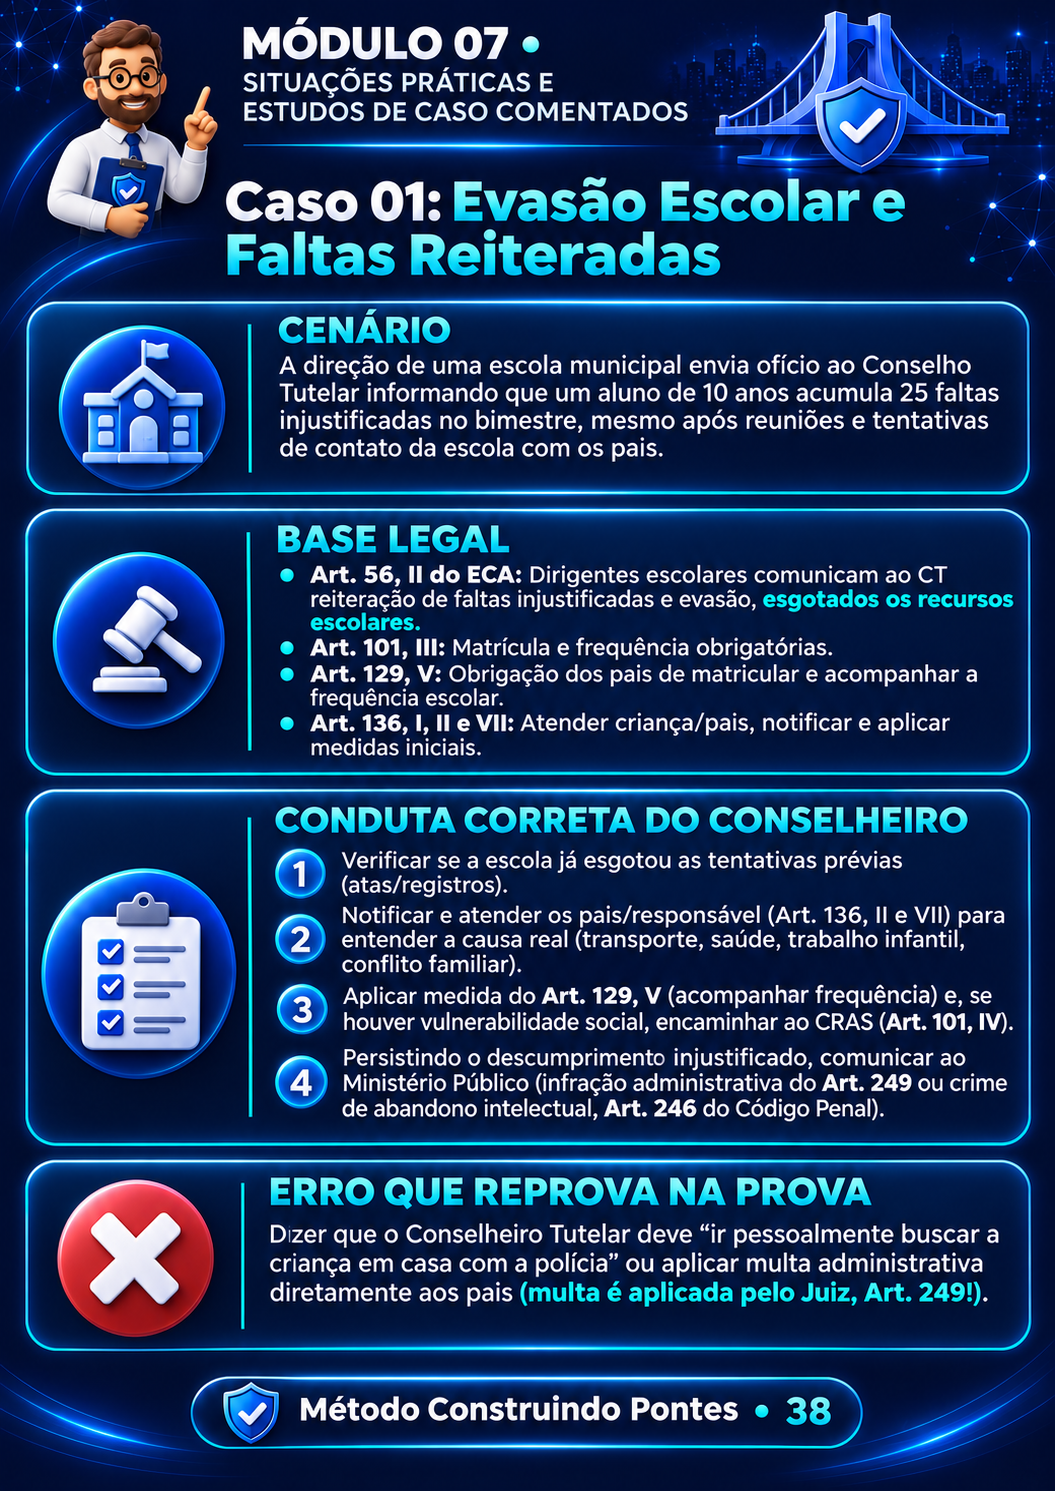 MÓDULO 07 •
SITUAÇÕES PRÁTICAS E
ESTUDOS DE CASO COMENTADOS
Caso 01: Evasão Escolar e
Faltas Reiteradas
CENÁRIO
A direção de uma escola municipal envia ofício ao Conselho
Tutelar informando que um aluno de 10 anos acumula 25 faltas
injustificadas no bimestre, mesmo após reuniões e tentativas
de contato da escola com os pais.
BASE LEGAL
• Art. 56, II do ECA: Dirigentes escolares comunicam ao CT
reiteração de faltas injustificadas e evasão, esgotados os recursos
escolares.
• Art. 101, III: Matrícula e frequência obrigatórias.
• Art. 129, V: Obrigação dos pais de matricular e acompanhar a
frequência escolar.
• Art. 136, I, II e VII: Atender criança/pais, notificar e aplicar
medidas iniciais.
CONDUTA CORRETA DO CONSELHEIRO
1 Verificar se a escola já esgotou as tentativas prévias
(atas/registros).
2 Notificar e atender os pais/responsável (Art. 136, II e VII) para
entender a causa real (transporte, saúde, trabalho infantil,
conflito familiar).
3 Aplicar medida do Art. 129, V (acompanhar frequência) e, se
houver vulnerabilidade social, encaminhar ao CRAS (Art. 101, IV).
4 Persistindo o descumprimento injustificado, comunicar ao
Ministério Público (infração administrativa do Art. 249 ou crime
de abandono intelectual, Art. 246 do Código Penal).
ERRO QUE REPROVA NA PROVA
Dizer que o Conselheiro Tutelar deve “ir pessoalmente buscar a
criança em casa com a polícia” ou aplicar multa administrativa
diretamente aos pais (multa é aplicada pelo Juiz, Art. 249!).
Método Construindo Pontes • 38